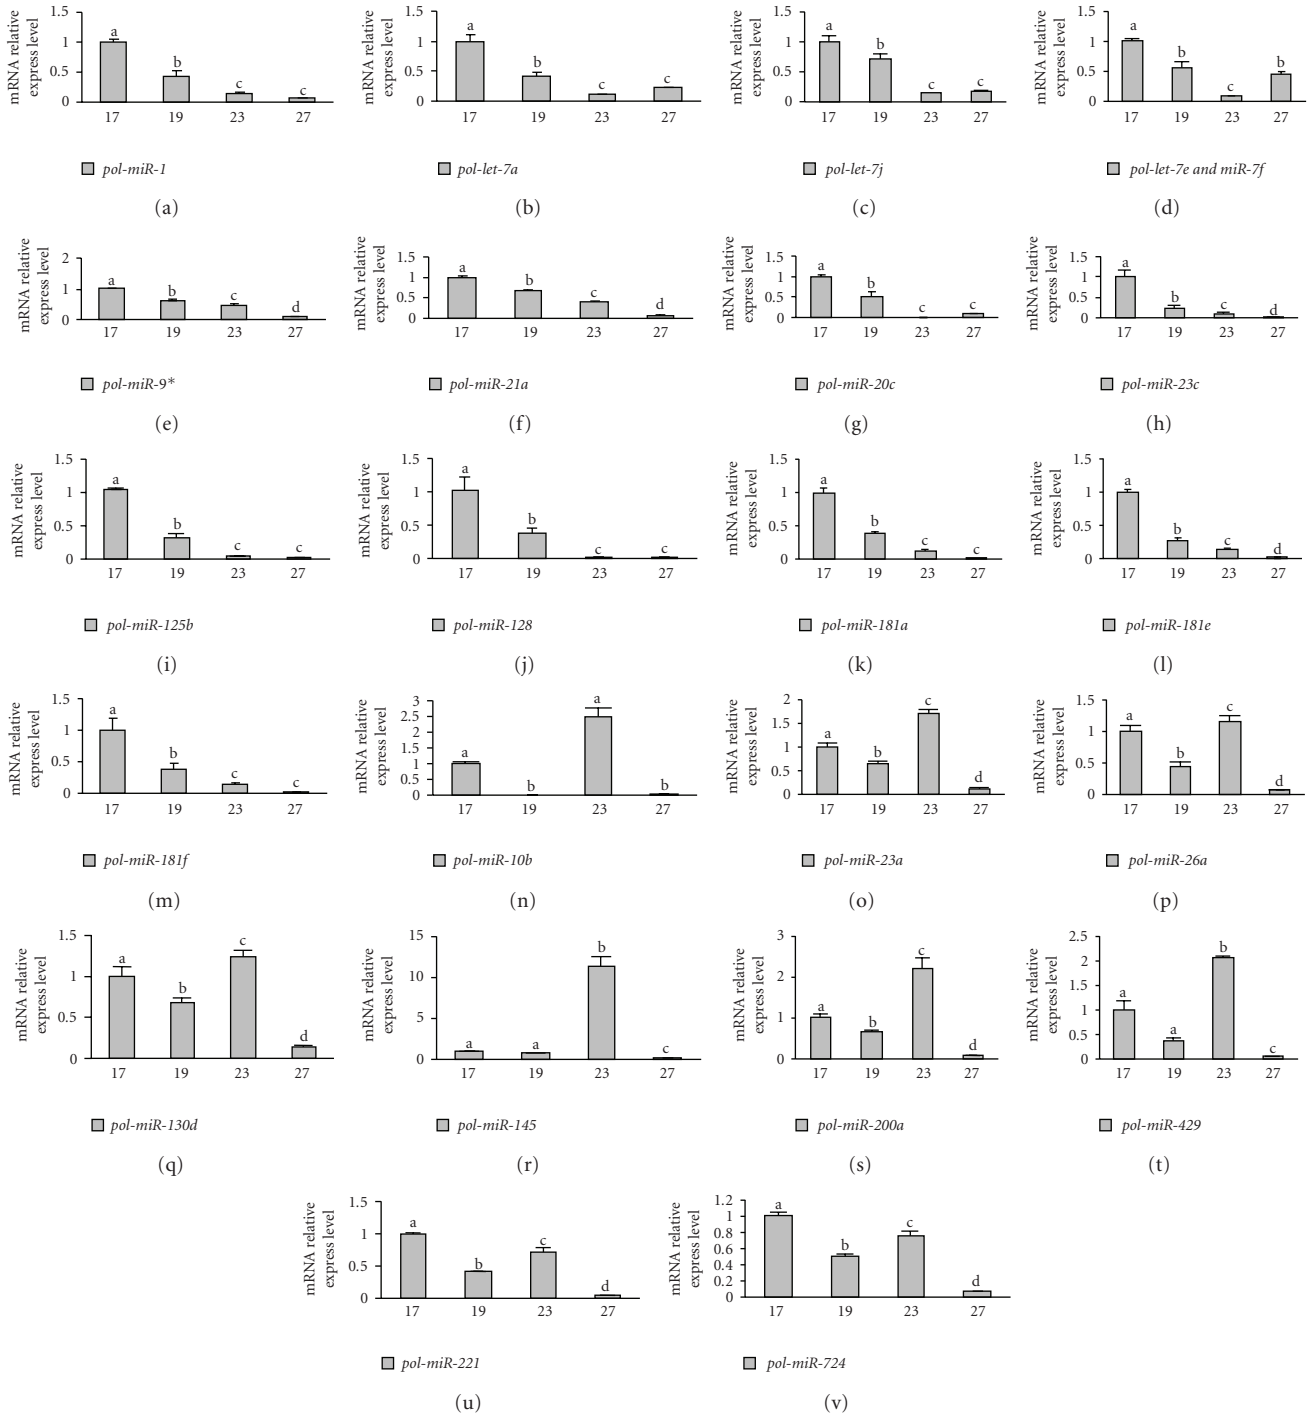 mRNA relative
express level
1.5
1
0.5
0
a
b
c
c
17 19 23 27
pol-miR-1
(a)
mRNA relative
express level
1.5
1
0.5
0
a
b
c
c
17 19 23 27
pol-let-7a
(b)
mRNA relative
express level
1.5
1
0.5
0
a
b
c
c
17 19 23 27
pol-let-7j
(c)
mRNA relative
express level
1.5
1
0.5
0
a
b
c
b
17 19 23 27
pol-let-7e and miR-7f
(d)
mRNA relative
express level
2
1
0
a
b
c
d
17 19 23 27
pol-miR-9*
(e)
mRNA relative
express level
1.5
1
0.5
0
a
b
c
d
17 19 23 27
pol-miR-21a
(f)
mRNA relative
express level
1.5
1
0.5
0
a
b
c
d
17 19 23 27
pol-miR-20c
(g)
mRNA relative
express level
1.5
1
0.5
0
a
b
c
d
17 19 23 27
pol-miR-23c
(h)
mRNA relative
express level
1.5
1
0.5
0
a
b
c
c
17 19 23 27
pol-miR-125b
(i)
mRNA relative
express level
1.5
1
0.5
0
a
b
c
c
17 19 23 27
pol-miR-128
(j)
mRNA relative
express level
1.5
1
0.5
0
a
b
c
c
17 19 23 27
pol-miR-181a
(k)
mRNA relative
express level
1.5
1
0.5
0
a
b
c
d
17 19 23 27
pol-miR-181e
(l)
mRNA relative
express level
1.5
1
0.5
0
a
b
c
c
17 19 23 27
pol-miR-181f
(m)
mRNA relative
express level
3
2.5
2
1.5
1
0.5
0
a
b
a
b
17 19 23 27
pol-miR-10b
(n)
mRNA relative
express level
2
1.5
1
0.5
0
a
b
c
d
17 19 23 27
pol-miR-23a
(o)
mRNA relative
express level
1.5
1
0.5
0
a
b
c
d
17 19 23 27
pol-miR-26a
(p)
mRNA relative
express level
1.5
1
0.5
0
a
b
c
d
17 19 23 27
pol-miR-130d
(q)
mRNA relative
express level
15
10
5
0
a
a
b
c
17 19 23 27
pol-miR-145
(r)
mRNA relative
express level
3
2
1
0
a
b
c
d
17 19 23 27
pol-miR-200a
(s)
mRNA relative
express level
2.5
2
1.5
1
0.5
0
a
a
b
c
17 19 23 27
pol-miR-429
(t)
mRNA relative
express level
1.5
1
0.5
0
a
b
c
d
17 19 23 27
pol-miR-221
(u)
mRNA relative
express level
1.2
1
0.8
0.6
0.4
0.2
0
a
b
c
d
17 19 23 27
pol-miR-724
(v)